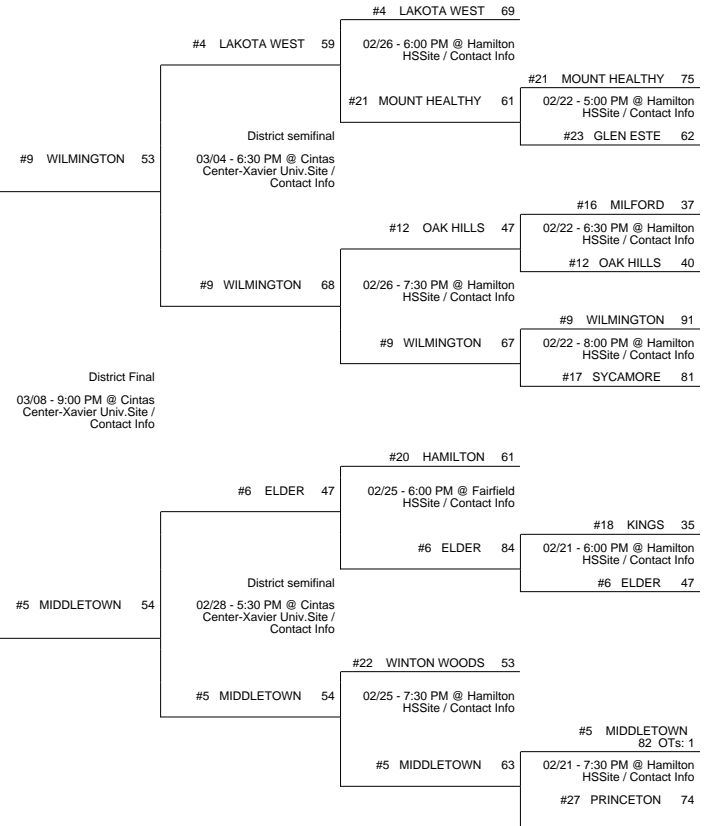 #4 LAKOTA WEST 69
#4 LAKOTA WEST 59
02/26 - 6:00 PM @ Hamilton
HSSite / Contact Info
#21 MOUNT HEALTHY 75
#21 MOUNT HEALTHY 61
02/22 - 5:00 PM @ Hamilton
HSSite / Contact Info
District semifinal
#23 GLEN ESTE 62
#9 WILMINGTON 53
03/04 - 6:30 PM @ Cintas
Center-Xavier Univ.Site /
Contact Info
#16 MILFORD 37
#12 OAK HILLS 47
02/22 - 6:30 PM @ Hamilton
HSSite / Contact Info
#12 OAK HILLS 40
#9 WILMINGTON 68
02/26 - 7:30 PM @ Hamilton
HSSite / Contact Info
#9 WILMINGTON 91
#9 WILMINGTON 67
02/22 - 8:00 PM @ Hamilton
HSSite / Contact Info
District Final
#17 SYCAMORE 81
03/08 - 9:00 PM @ Cintas
Center-Xavier Univ.Site /
Contact Info
#20 HAMILTON 61
#6 ELDER 47
02/25 - 6:00 PM @ Fairfield
HSSite / Contact Info
#18 KINGS 35
#6 ELDER 84
02/21 - 6:00 PM @ Hamilton
HSSite / Contact Info
District semifinal
#6 ELDER 47
#5 MIDDLETOWN 54
02/28 - 5:30 PM @ Cintas
Center-Xavier Univ.Site /
Contact Info
#22 WINTON WOODS 53
#5 MIDDLETOWN 54
02/25 - 7:30 PM @ Hamilton
HSSite / Contact Info
#5 MIDDLETOWN
82 OTs: 1
#5 MIDDLETOWN 63
02/21 - 7:30 PM @ Hamilton
HSSite / Contact Info
#27 PRINCETON 74